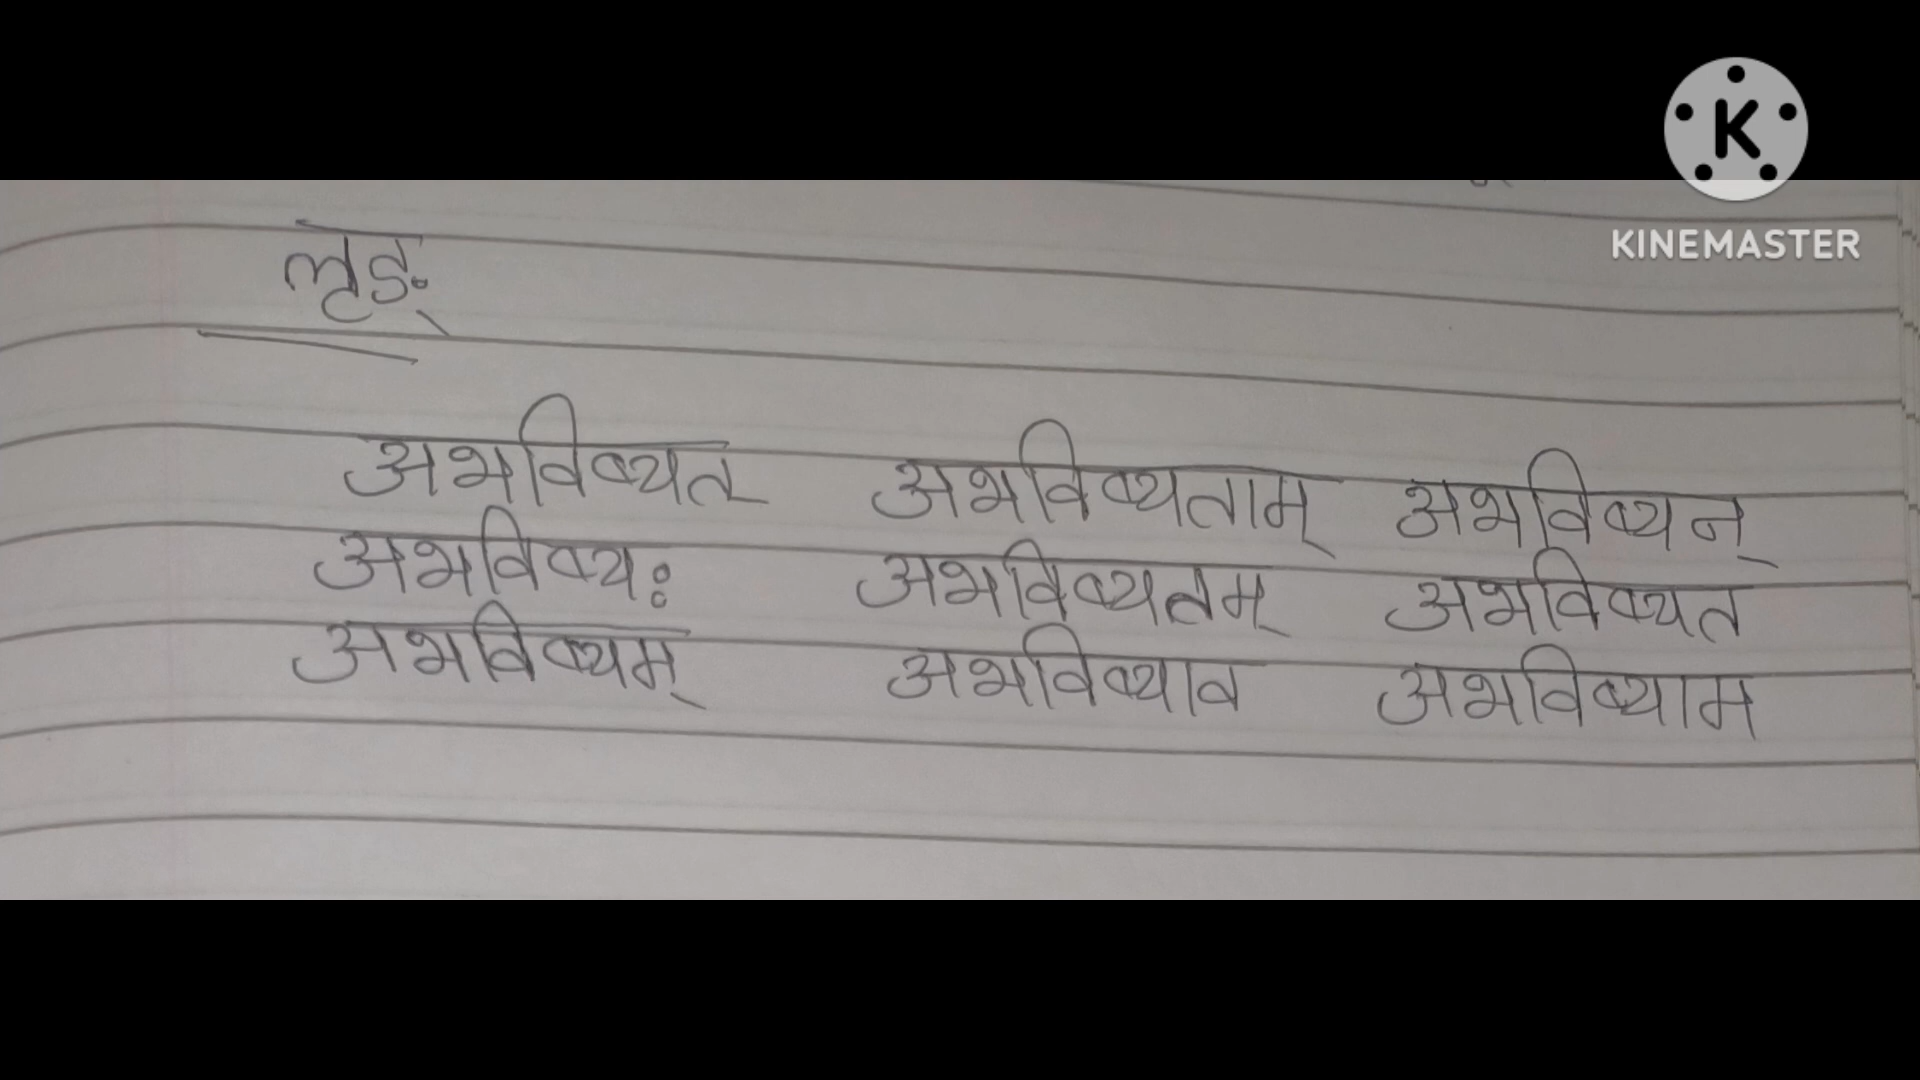 KINEMASTER
लृङ्
अभविष्यत् अभविष्यताम् अभविष्यन्
अभविष्यः अभविष्यतम् अभविष्यत
अभविष्यम् अभविष्याव अभविष्याम